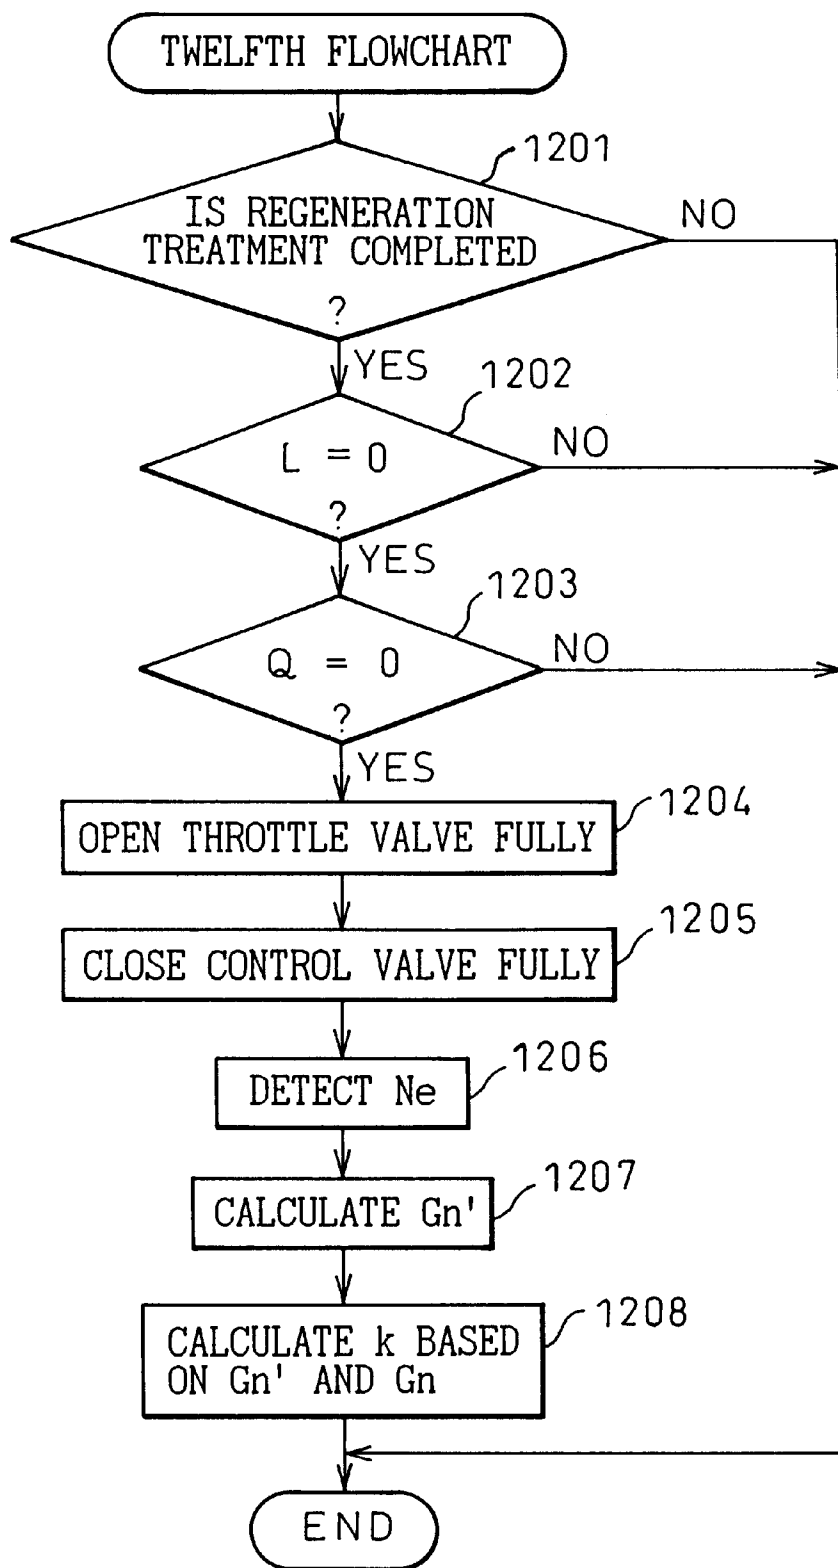 TWELFTH FLOWCHART
1201
IS REGENERATION
TREATMENT COMPLETED
?
NO
YES
1202
L = 0
?
NO
YES
1203
Q = 0
?
NO
YES
1204
OPEN THROTTLE VALVE FULLY
1205
CLOSE CONTROL VALVE FULLY
1206
DETECT Ne
1207
CALCULATE Gn'
1208
CALCULATE k BASED
ON Gn' AND Gn
END